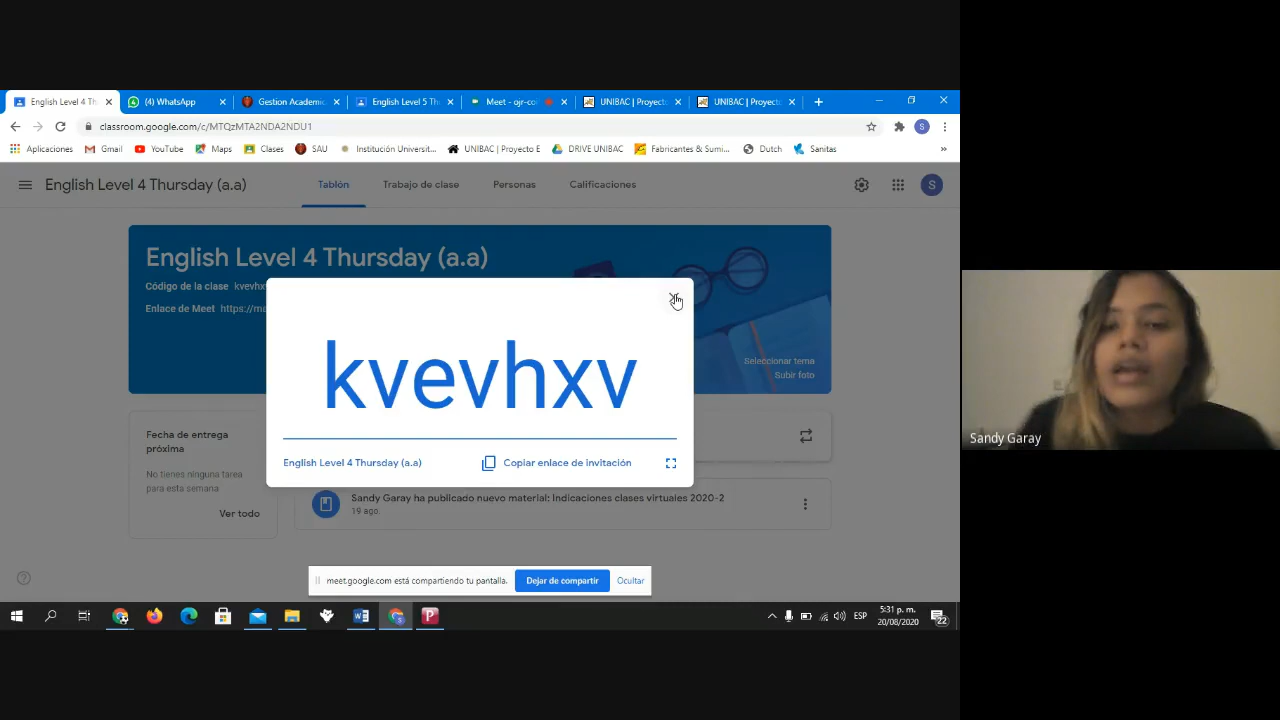 English Level 4 Th
(4) WhatsApp
Gestion Academic
English Level 5 Th
Meet - ojr-co
UNIBAC | Proyect
UNIBAC | Proyect
classroom.google.com/c/MTQzMTA2NDA2NDU1
S
Aplicaciones
Gmail
YouTube
Maps
Clases
SAU
Institución Universit...
UNIBAC | Proyecto E
DRIVE UNIBAC
Fabricantes & Sumi...
Dutch
Sanitas
English Level 4 Thursday (a.a)
Tablón
Trabajo de clase
Personas
Calificaciones
S
English Level 4 Thursday (a.a)
Código de la clase kvevhx
Enlace de Meet https://m
Seleccionar tema
Subir foto
kvevhxv
English Level 4 Thursday (a.a)
Copiar enlace de invitación
Fecha de entrega
próxima
No tienes ninguna tarea
para esta semana
Ver todo
Sandy Garay ha publicado nuevo material: Indicaciones clases virtuales 2020-2
19 ago.
meet.google.com está compartiendo tu pantalla.
Dejar de compartir
Ocultar
ESP
5:31 p. m.
20/08/2020
22
Sandy Garay